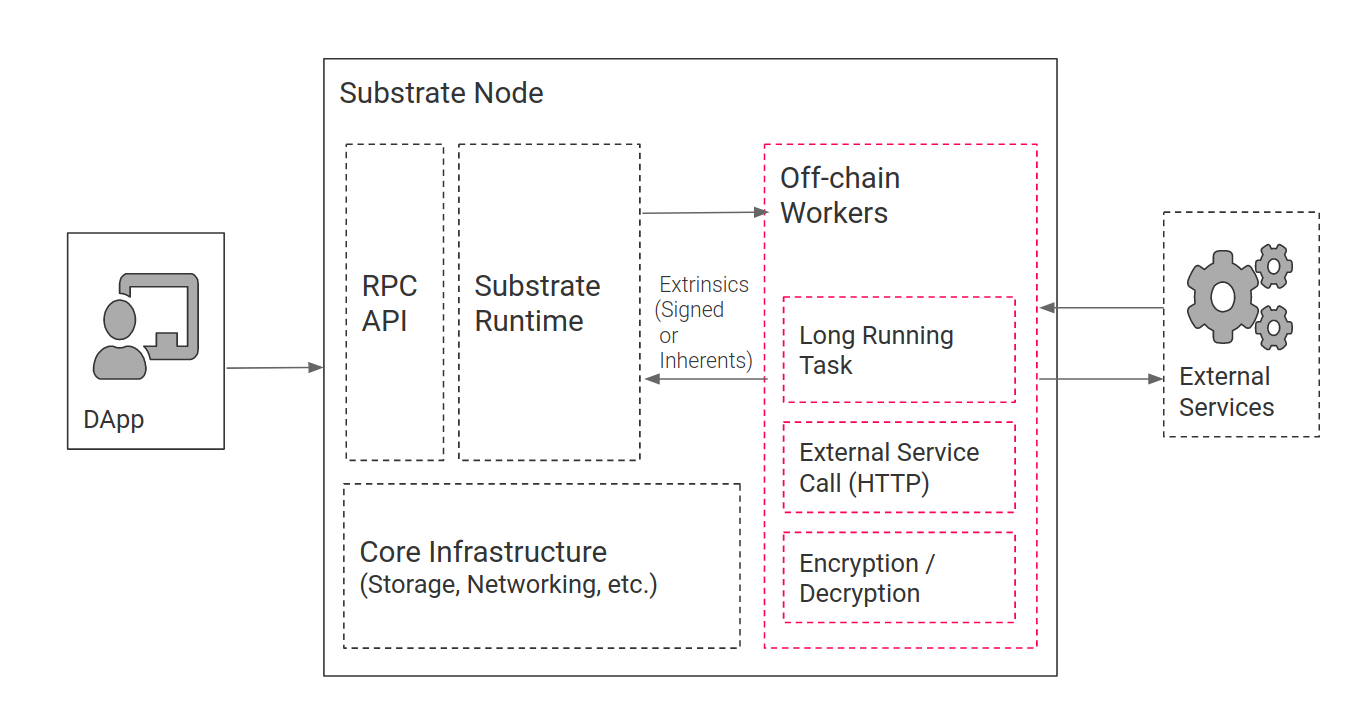 Substrate Node
RPC
API
Substrate
Runtime
Extrinsics
(Signed
or
Inherents)
Off-chain
Workers
Long Running
Task
External Service
Call (HTTP)
Encryption /
Decryption
Core Infrastructure
(Storage, Networking, etc.)
DApp
External
Services